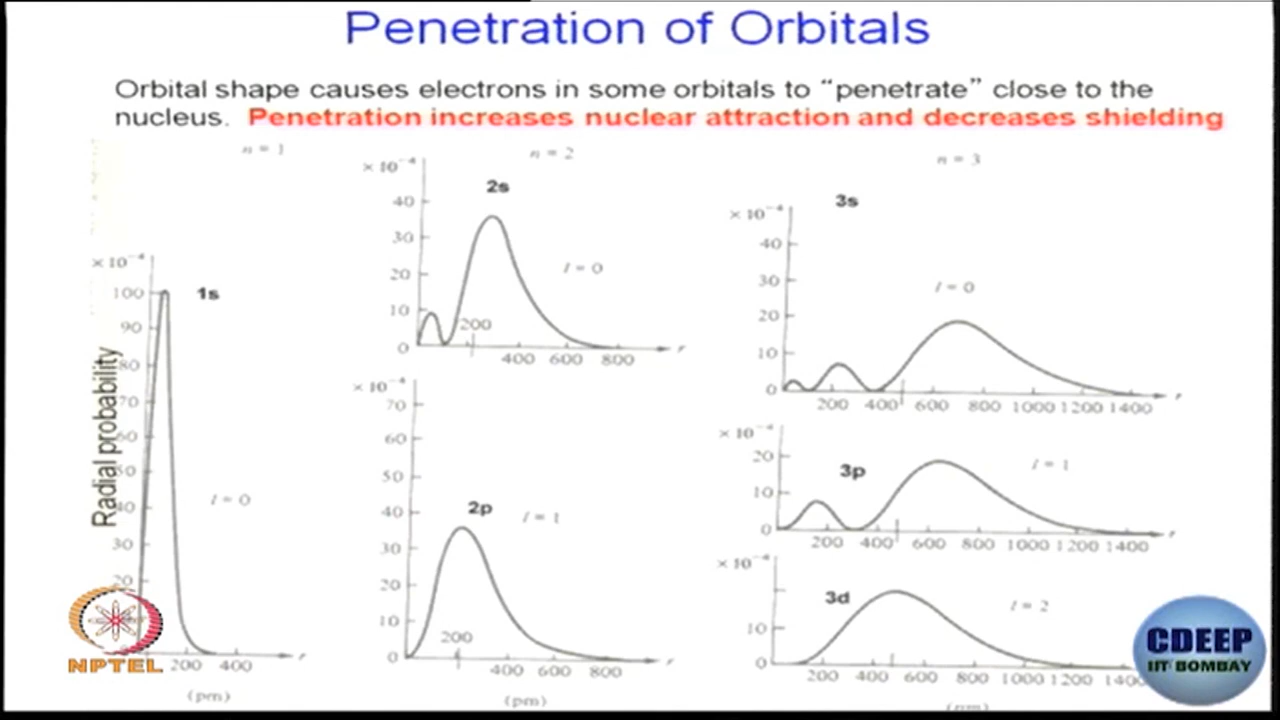 Penetration of Orbitals
Orbital shape causes electrons in some orbitals to “penetrate” close to the
nucleus. Penetration increases nuclear attraction and decreases shielding
n = 1
n = 2
n = 3
× 10⁻⁴
1s
100
90
80
70
60
50
40
30
20
Radial probability
l = 0
200 400
r
(pm)
× 10⁻⁴
2s
40
30
20
10
0
l = 0
200
400 600 800
r
× 10⁻⁴
70
60
50
40
30
20
10
0
2p
l = 1
200
400 600 800
r
(pm)
× 10⁻⁴
3s
40
30
20
10
0
l = 0
200 400 600 800 1000 1200 1400
r
× 10⁻⁴
20
10
0
3p
l = 1
200 400 600 800 1000 1200 1400
r
× 10⁻⁴
10
0
3d
l = 2
200 400 600 800 1000 1200
NPTEL
CDEEP
IIT BOMBAY